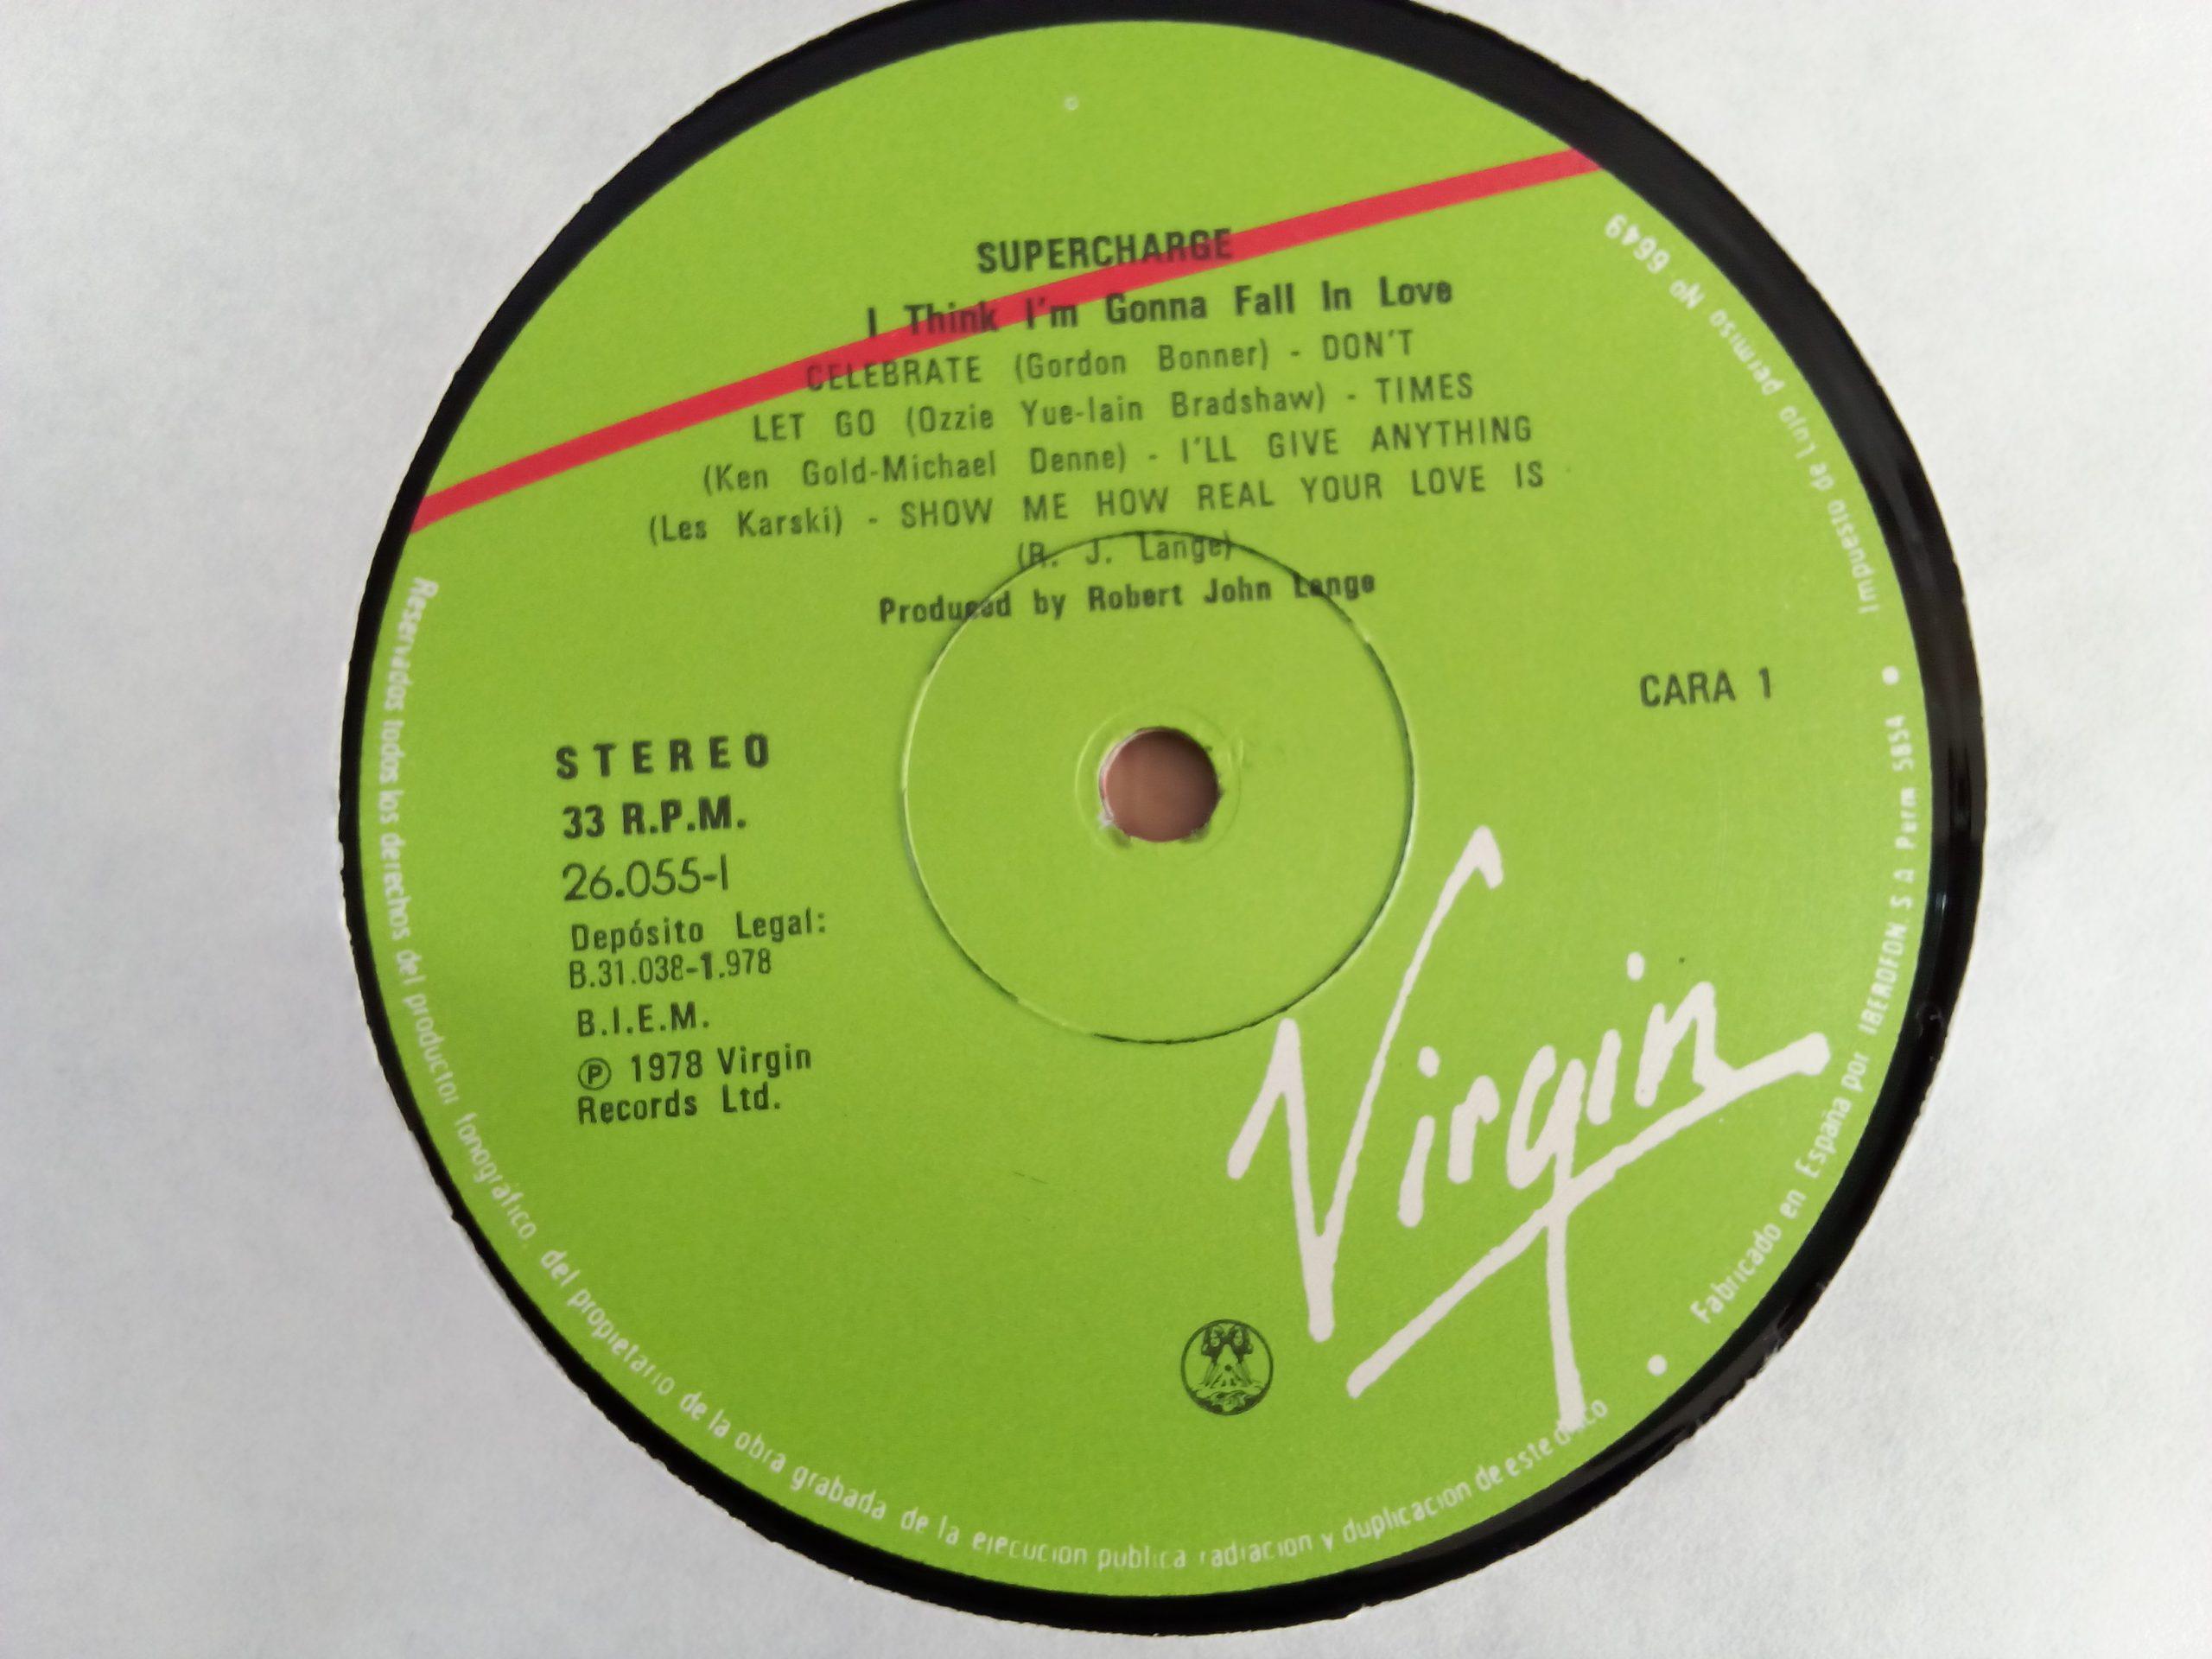 SUPERCHARGE
I Think I'm Gonna Fall In Love
CELEBRATE (Gordon Bonner) - DON'T
LET GO (Ozzie Yue-Iain Bradshaw) - TIMES
(Ken Gold-Michael Denne) - I'LL GIVE ANYTHING
(Les Karski) - SHOW ME HOW REAL YOUR LOVE IS
(R. J. Lange)
Produced by Robert John Lange
CARA 1
STEREO
33 R.P.M.
26.055-I
Depósito Legal:
B.31.038-1.978
B.I.E.M.
℗ 1978 Virgin
Records Ltd.
Virgin
Reservados todos los derechos del productor fonográfico, del propietario de la obra grabada de la ejecucion publica radiacion y duplicacion de este disco
Fabricado en España por IBEROFON, S A Perm 5854
Impuesto de Lujo permiso No 6649